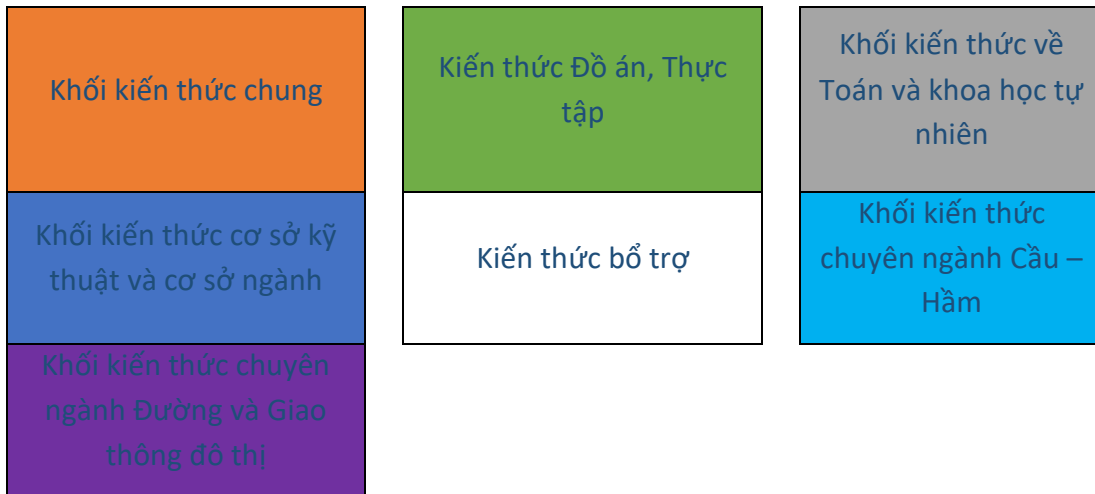 Khối kiến thức chung
Kiến thức Đồ án, Thực
tập
Khối kiến thức về
Toán và khoa học tự
nhiên
Khối kiến thức cơ sở kỹ
thuật và cơ sở ngành
Kiến thức bổ trợ
Khối kiến thức
chuyên ngành Cầu –
Hầm
Khối kiến thức chuyên
ngành Đường và Giao
thông đô thị